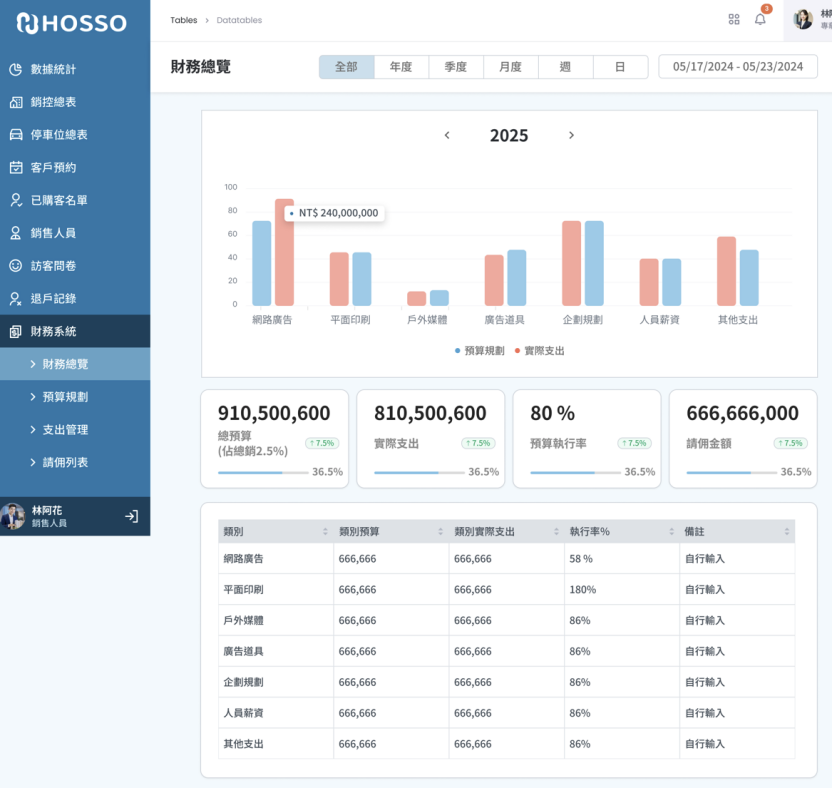 HOSSO
Tables > Datatables
3
數據統計
銷控總表
停車位總表
客戶預約
已購客名單
銷售人員
訪客問卷
退戶記錄
財務系統
財務總覽
預算規劃
支出管理
請佣列表
林阿花
銷售人員
財務總覽
全部 年度 季度 月度 週 日
05/17/2024 - 05/23/2024
2025
100
80
60
40
20
0
NT$ 240,000,000
網路廣告 平面印刷 戶外媒體 廣告道具 企劃規劃 人員薪資 其他支出
預算規劃 實際支出
910,500,600
總預算
(佔總銷2.5%)
↑7.5%
36.5%
810,500,600
實際支出
↑7.5%
36.5%
80 %
預算執行率
↑7.5%
36.5%
666,666,000
請佣金額
↑7.5%
36.5%
類別 類別預算 類別實際支出 執行率% 備註
網路廣告 666,666 666,666 58 % 自行輸入
平面印刷 666,666 666,666 180% 自行輸入
戶外媒體 666,666 666,666 86% 自行輸入
廣告道具 666,666 666,666 86% 自行輸入
企劃規劃 666,666 666,666 86% 自行輸入
人員薪資 666,666 666,666 86% 自行輸入
其他支出 666,666 666,666 86% 自行輸入